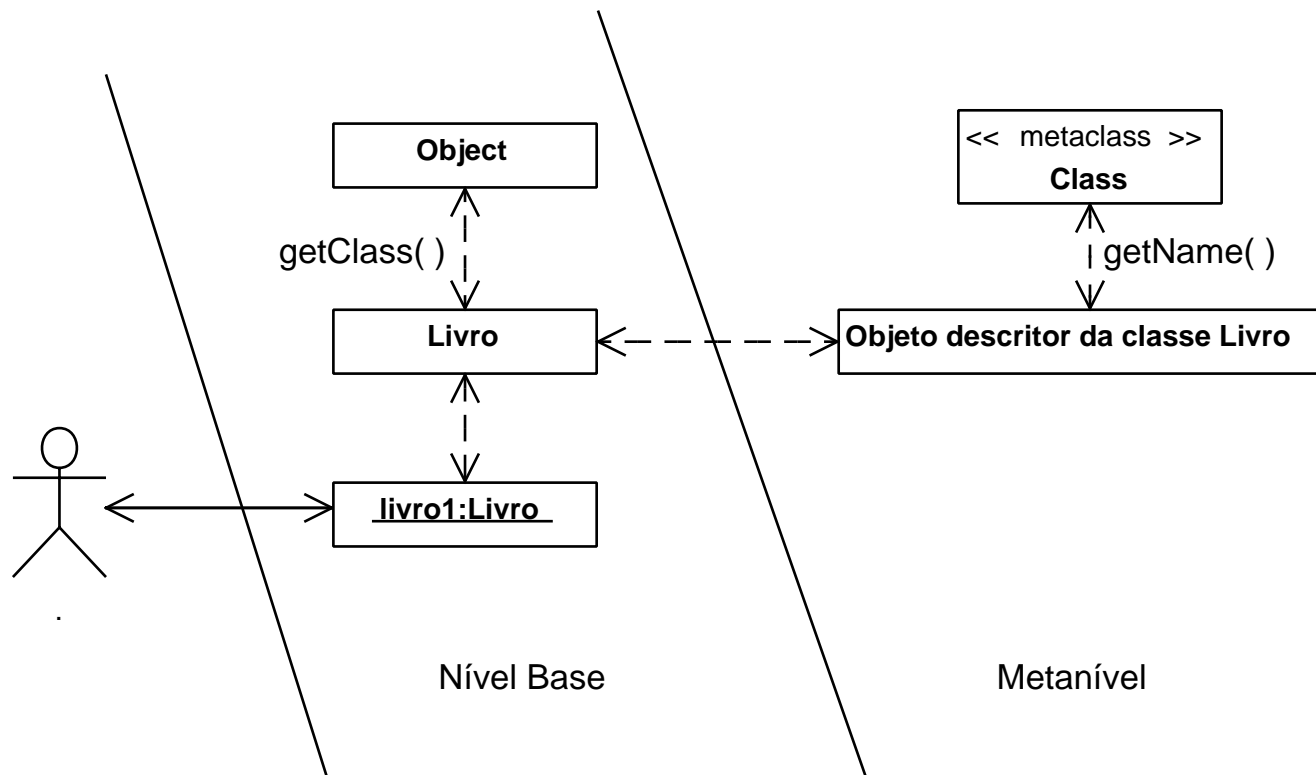 Object
<< metaclass >>
Class
getClass( )
getName( )
Livro
Objeto descritor da classe Livro
livro1:Livro
.
Nível Base
Metanível